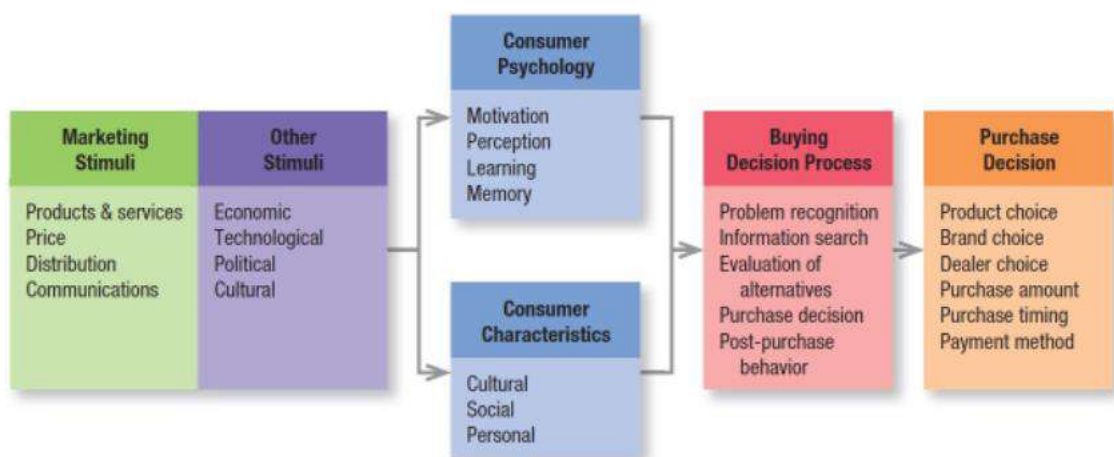 Marketing
Stimuli
Products & services
Price
Distribution
Communications
Other
Stimuli
Economic
Technological
Political
Cultural
Consumer
Psychology
Motivation
Perception
Learning
Memory
Consumer
Characteristics
Cultural
Social
Personal
Buying
Decision Process
Problem recognition
Information search
Evaluation of
alternatives
Purchase decision
Post-purchase
behavior
Purchase
Decision
Product choice
Brand choice
Dealer choice
Purchase amount
Purchase timing
Payment method